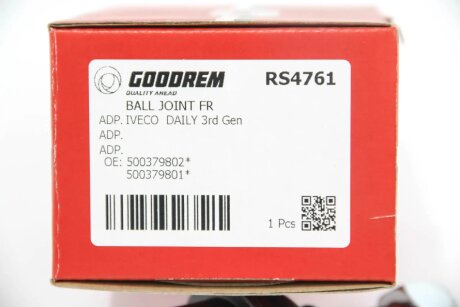 GOODREM
QUALITY AHEAD
RS4761
BALL JOINT FR
ADP. IVECO DAILY 3rd Gen
ADP.
ADP.
OE: 500379802*
500379801*
1 Pcs